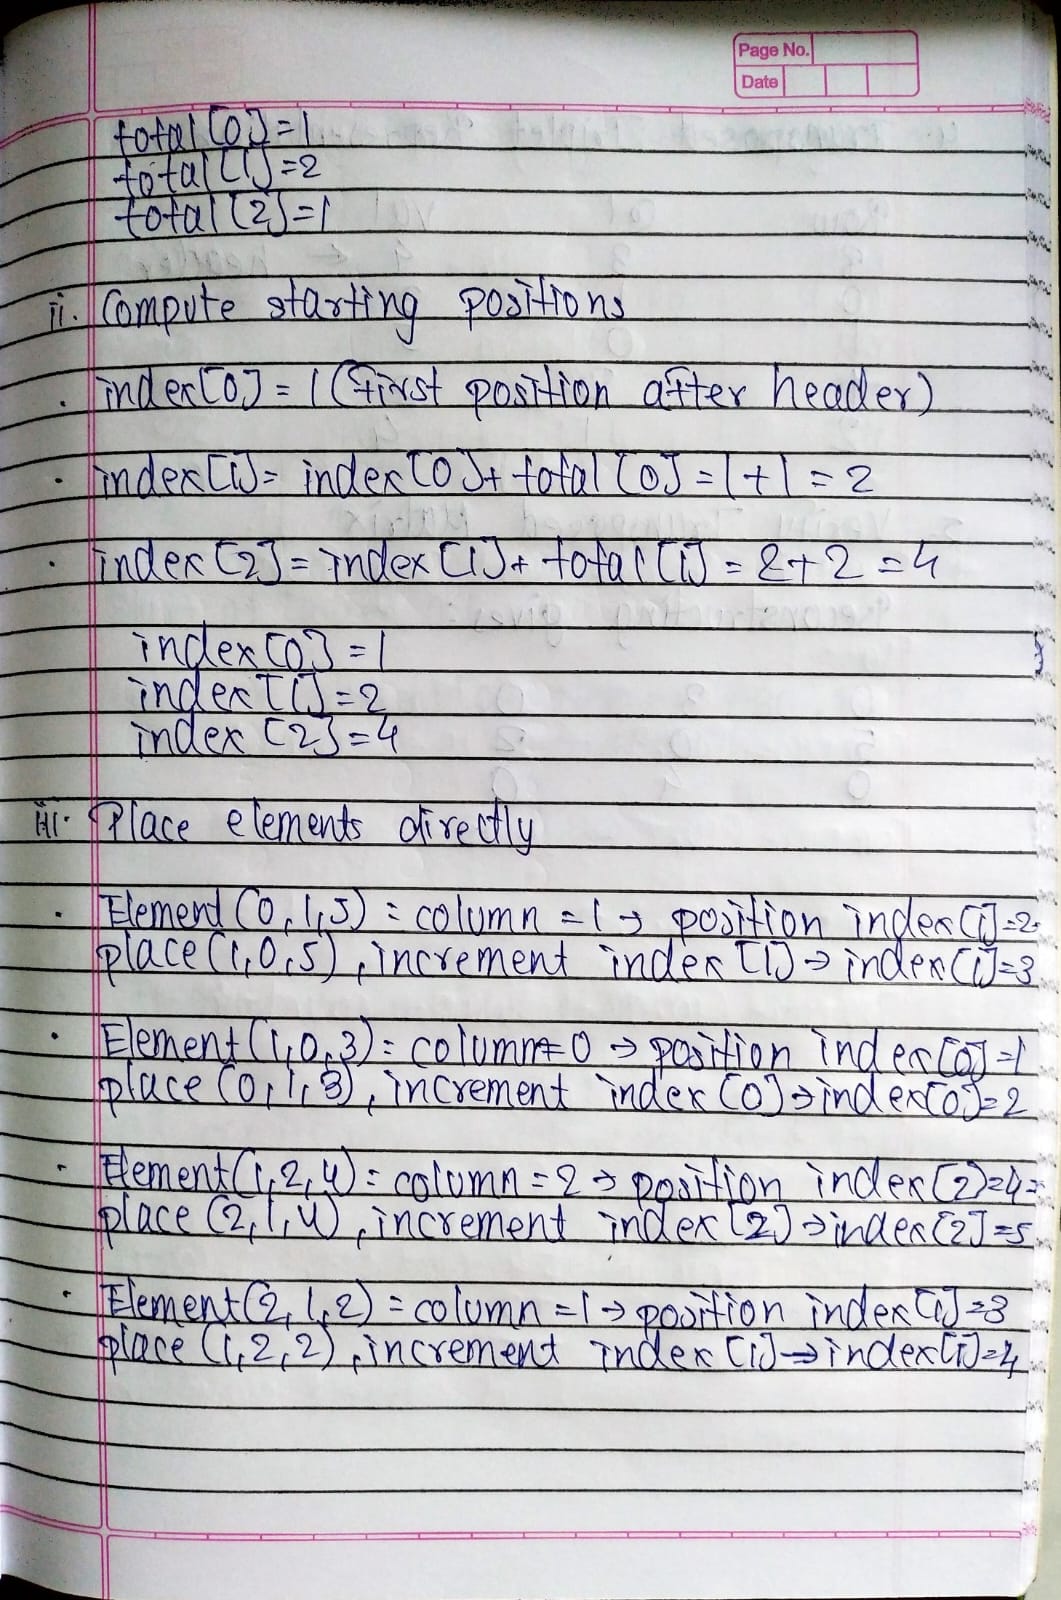 Page No.
Date
total[0]=1
total[1]=2
total[2]=1
ii. Compute starting positions
. index[0] = 1 (first position after header)
. index[1]= index[0]+ total[0] = 1+1 = 2
. index[2]= index[1]+ total[1] = 2+2 = 4
index[0] = 1
index[1]=2
index[2]=4
iii. Place elements directly
. Element(0,1,5) = column = 1 → position index[1]=2.
place(1,0,5), increment index[1] → index[1]=3
. Element(1,0,3) = column = 0 → position index[0]=1
place(0,1,3), increment index[0] → index[0]=2
- Element(1,2,4) = column = 2 → position index[2]=4=
place(2,1,4), increment index[2] → index[2]=5
. Element(2,1,2) = column = 1 → position index[1]=3
place(1,2,2), increment index[1] → index[1]=4